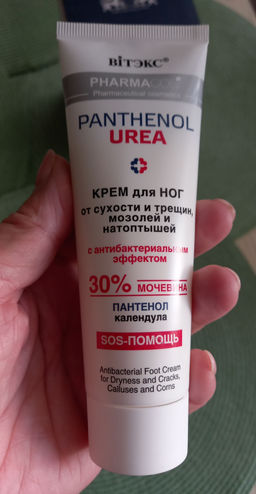 ВІТЭКС®
PHARMACOS
Pharmaceutical cosmetics
PANTHENOL
UREA
КРЕМ для НОГ
от сухости и трещин,
мозолей и
натоптышей
с антибактериальным
эффектом
30% МОЧЕВИНА
ПАНТЕНОЛ
календула
SOS-ПОМОЩЬ
Antibacterial Foot Cream
for Dryness and Cracks,
Calluses and Corns